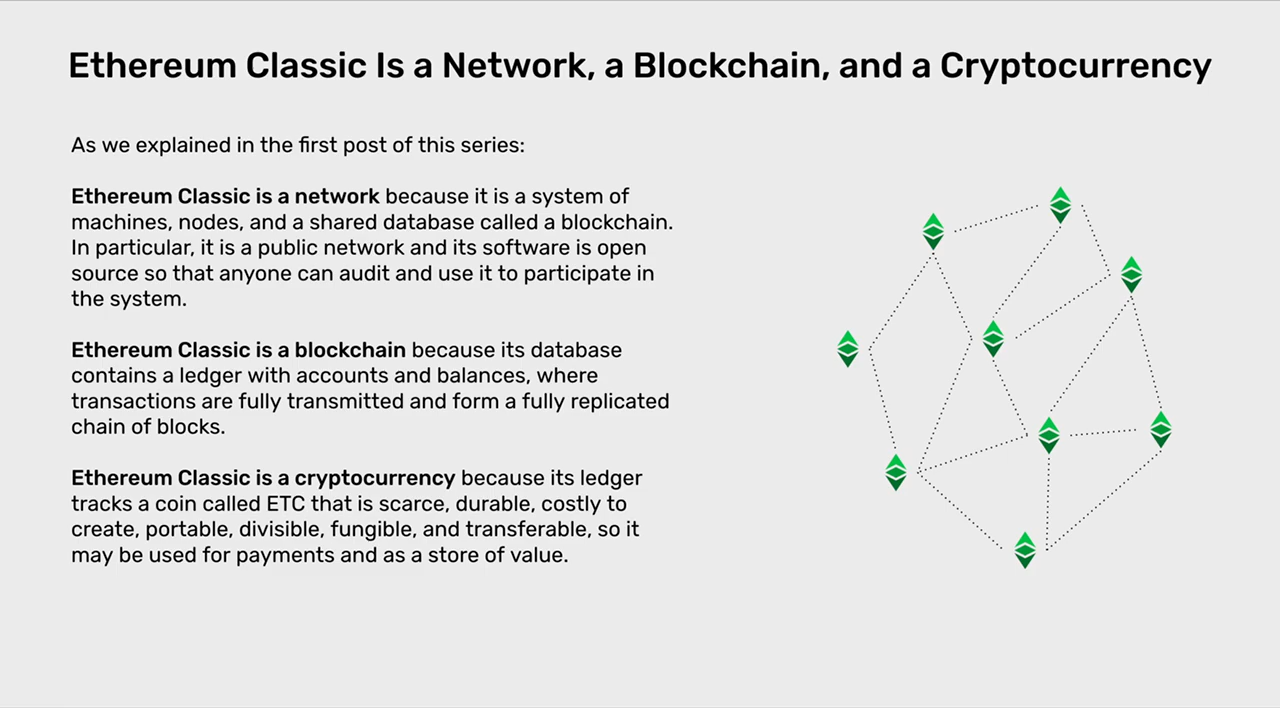 Ethereum Classic Is a Network, a Blockchain, and a Cryptocurrency
As we explained in the first post of this series:
Ethereum Classic is a network because it is a system of
machines, nodes, and a shared database called a blockchain.
In particular, it is a public network and its software is open
source so that anyone can audit and use it to participate in
the system.
Ethereum Classic is a blockchain because its database
contains a ledger with accounts and balances, where
transactions are fully transmitted and form a fully replicated
chain of blocks.
Ethereum Classic is a cryptocurrency because its ledger
tracks a coin called ETC that is scarce, durable, costly to
create, portable, divisible, fungible, and transferable, so it
may be used for payments and as a store of value.